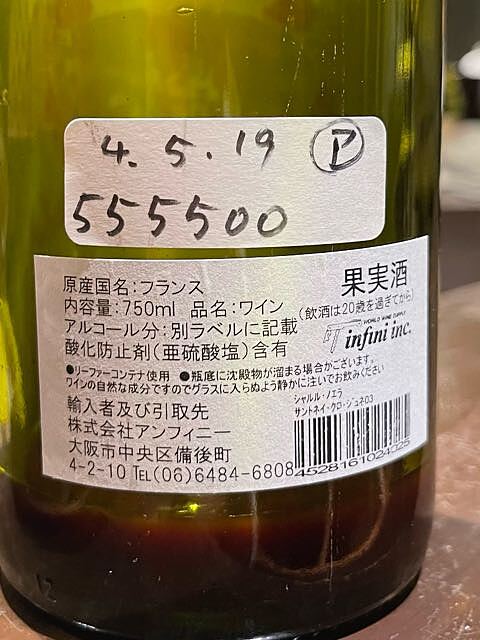 4.5.19 ア
555500
原産国名:フランス
果実酒
内容量:750ml 品名:ワイン
(飲酒は20歳を過ぎてから)
アルコール分:別ラベルに記載
WORLD WINE SUPPLY
infini inc.
酸化防止剤(亜硫酸塩)含有
●リーファーコンテナ使用 ●瓶底に沈殿物が溜まる場合がございます。
ワインの自然な成分ですのでグラスに入らぬよう静かに注いでお飲みください
シャルル・ノエラ
サントネイ・クロ・ジュネ03
輸入者及び引取先
株式会社アンフィニー
大阪市中央区備後町
4-2-10 TEL(06)6484-6808
4528161024325